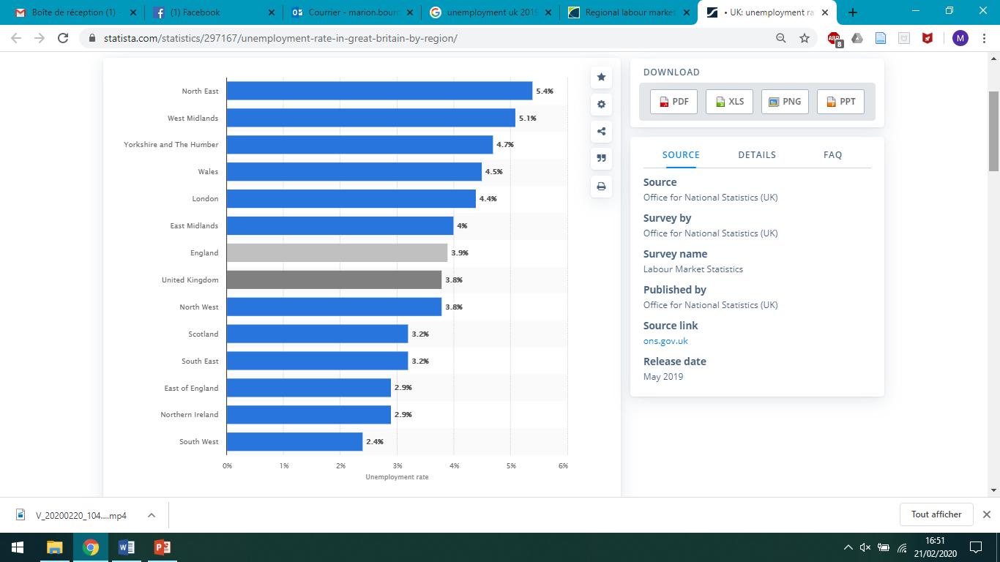 Boîte de réception (1) -
(1) Facebook
Courrier - marion.bourd
unemployment uk 2019
Regional labour market
• UK: unemployment ra
statista.com/statistics/297167/unemployment-rate-in-great-britain-by-region/
ABP
8
M
North East
5.4%
West Midlands
5.1%
Yorkshire and The Humber
4.7%
Wales
4.5%
London
4.4%
East Midlands
4%
England
3.9%
United Kingdom
3.8%
North West
3.8%
Scotland
3.2%
South East
3.2%
East of England
2.9%
Northern Ireland
2.9%
South West
2.4%
0% 1% 2% 3% 4% 5% 6%
Unemployment rate
DOWNLOAD
PDF XLS PNG PPT
SOURCE DETAILS FAQ
Source
Office for National Statistics (UK)
Survey by
Office for National Statistics (UK)
Survey name
Labour Market Statistics
Published by
Office for National Statistics (UK)
Source link
ons.gov.uk
Release date
May 2019
V_20200220_104....mp4
Tout afficher
16:51
21/02/2020